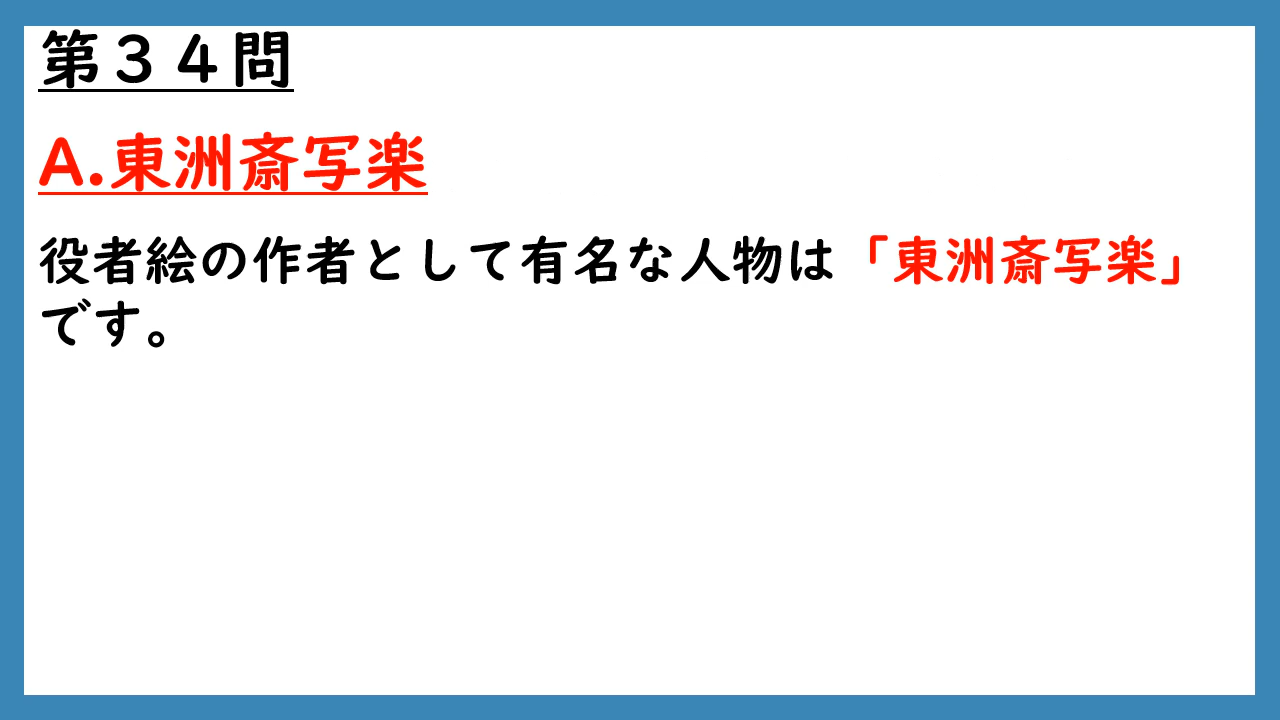 第３４問
A.東洲斎写楽
役者絵の作者として有名な人物は「東洲斎写楽」
です。